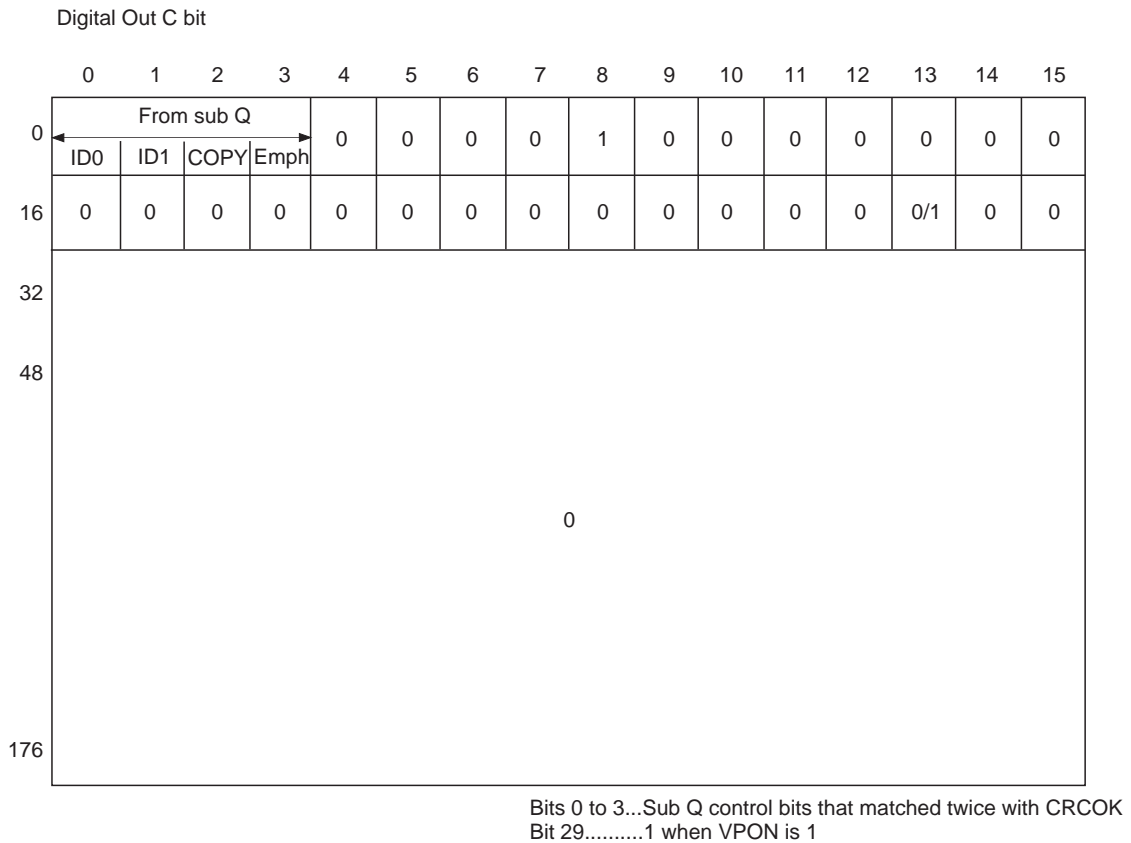 Digital Out C bit
0 1 2 3 4 5 6 7 8 9 10 11 12 13 14 15
From sub Q
0 ID0 ID1 COPY Emph 0 0 0 0 1 0 0 0 0 0 0 0
16 0 0 0 0 0 0 0 0 0 0 0 0 0 0/1 0 0
32
48
0
176
Bits 0 to 3...Sub Q control bits that matched twice with CRCOK
Bit 29..........1 when VPON is 1